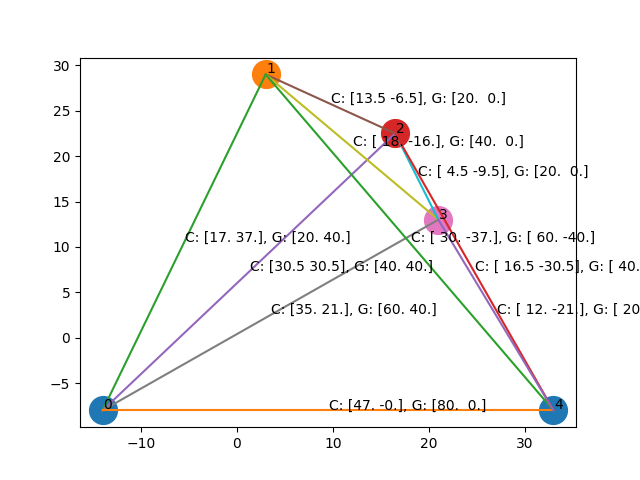 30
25
20
15
10
5
0
−5
−10
0
10
20
30
1
2
3
0
4
C: [13.5 -6.5], G: [20.  0.]
C: [ 18. -16.], G: [40.  0.]
C: [ 4.5 -9.5], G: [20.  0.]
C: [17. 37.], G: [20. 40.]
C: [ 30. -37.], G: [ 60. -40.]
C: [30.5 30.5], G: [40. 40.]
C: [ 16.5 -30.5], G: [ 40.
C: [35. 21.], G: [60. 40.]
C: [ 12. -21.], G: [ 20
C: [47. -0.], G: [80.  0.]